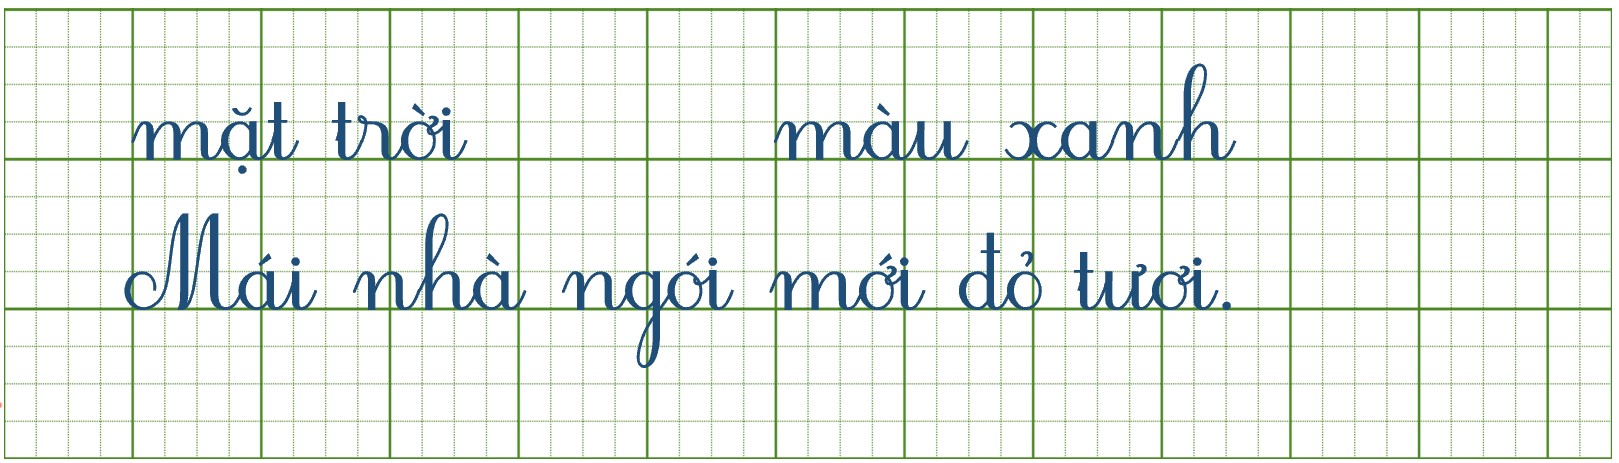 mặt trời màu xanh
Mái nhà ngói mới đỏ tươi.